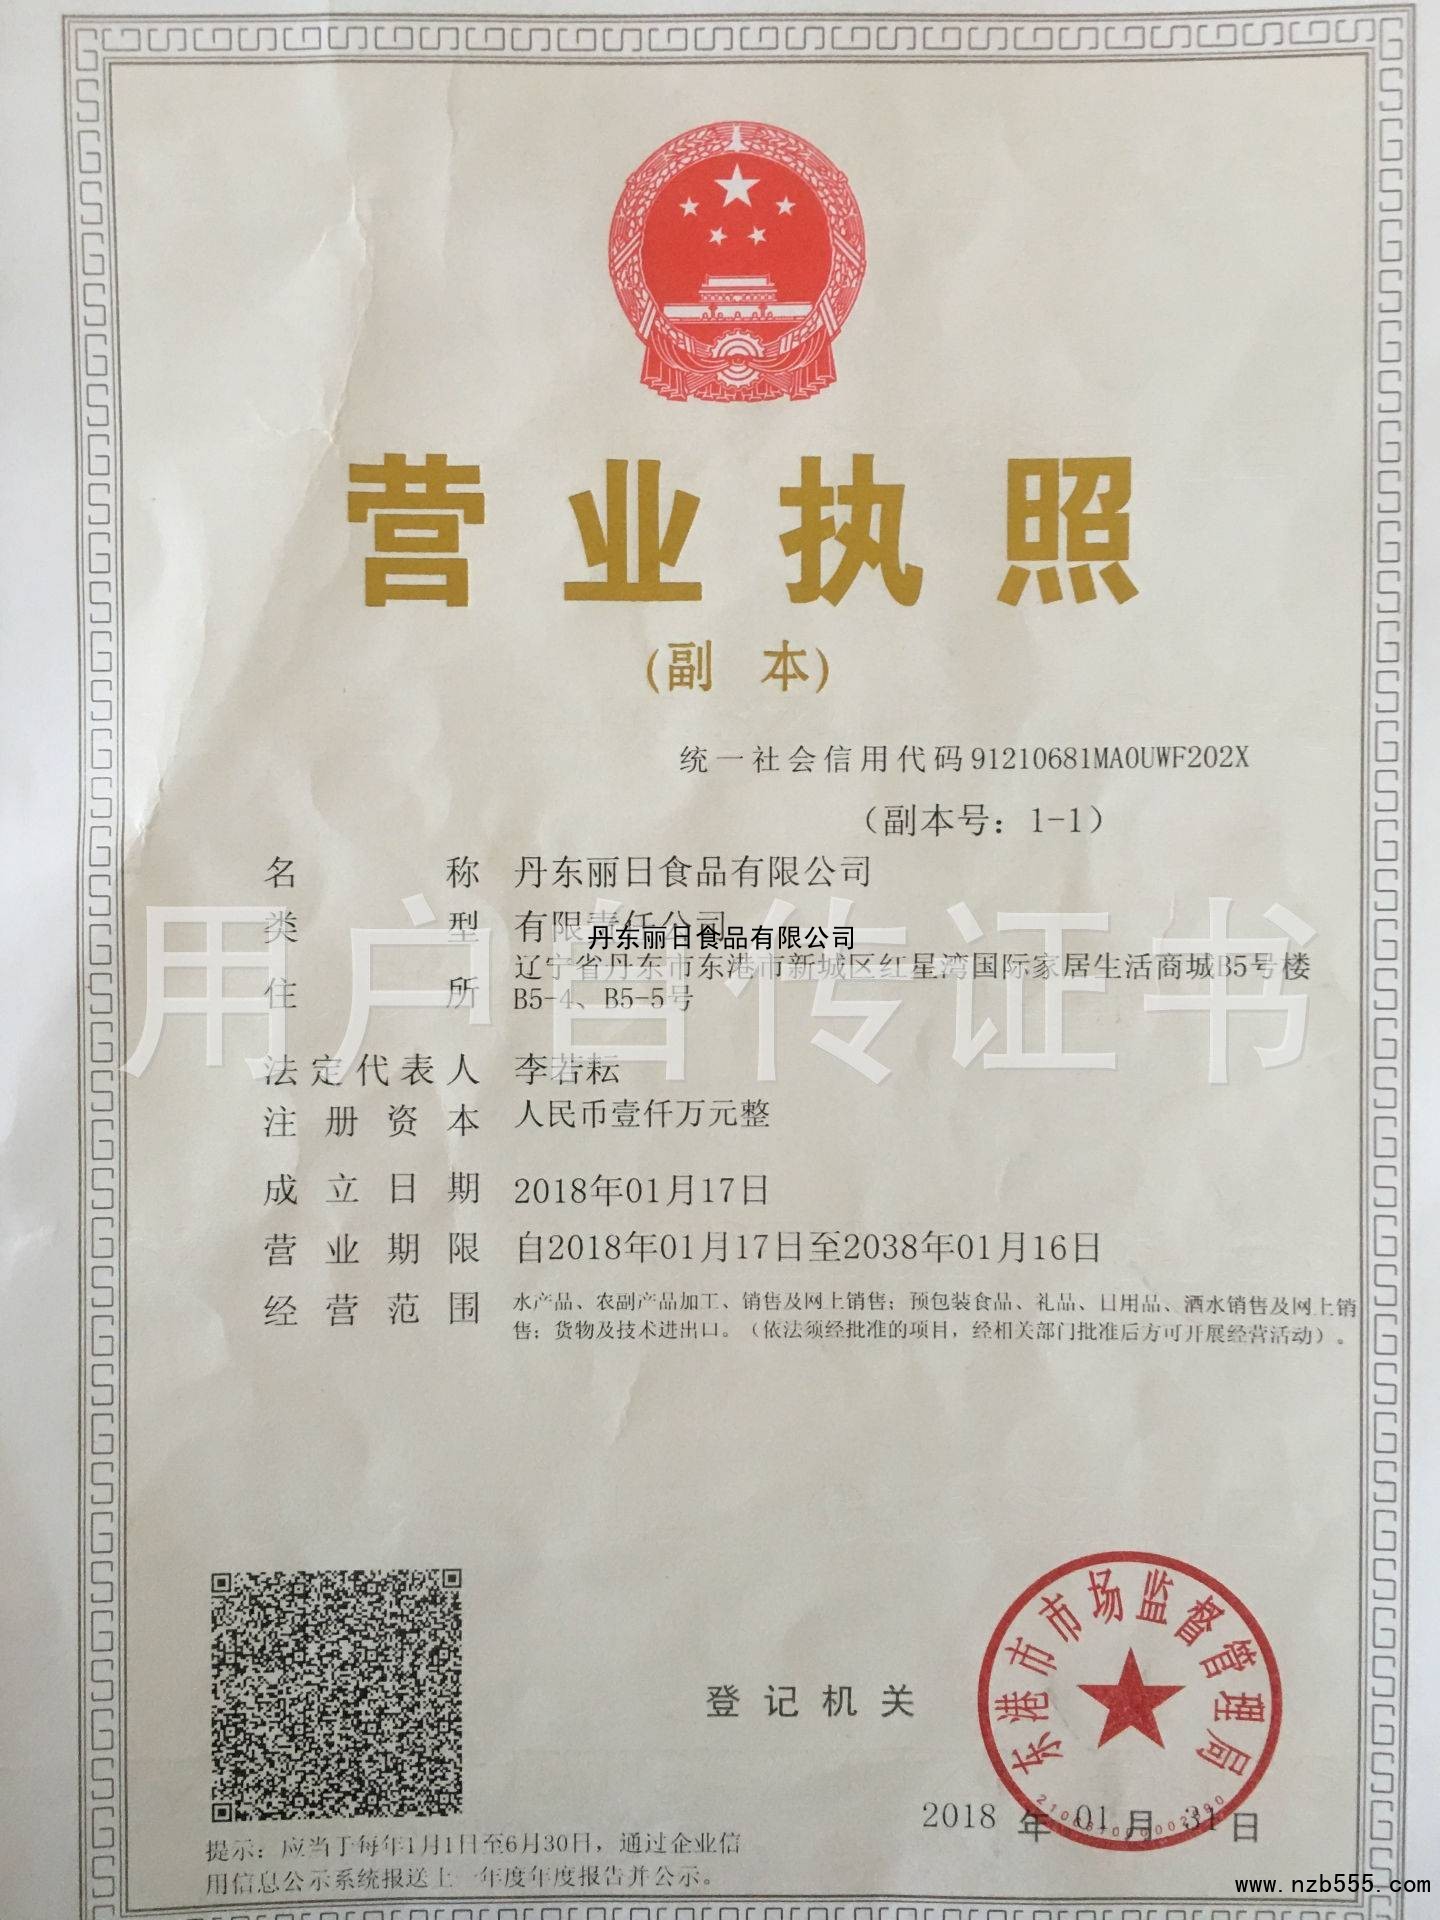 营业执照
(副 本)
统一社会信用代码91210681MA0UWF202X
（副本号：1-1）
名 称 丹东丽日食品有限公司
类 型 有限责任公司
丹东丽日食品有限公司
住 所 辽宁省丹东市东港市新城区红星湾国际家居生活商城B5号楼
B5-4、B5-5号
用户自传证书
法定代表人 李若耘
注册资本 人民币壹仟万元整
成立日期 2018年01月17日
营业期限 自2018年01月17日至2038年01月16日
经营范围 水产品、农副产品加工、销售及网上销售；预包装食品、礼品、日用品、酒水销售及网上销
售；货物及技术进出口。（依法须经批准的项目，经相关部门批准后方可开展经营活动）。
东港市市场监督管理局
登记机关
2018 年 01 月 31 日
提示：应当于每年1月1日至6月30日，通过企业信
用信息公示系统报送上一年度年度报告并公示。
www.nzb555.com